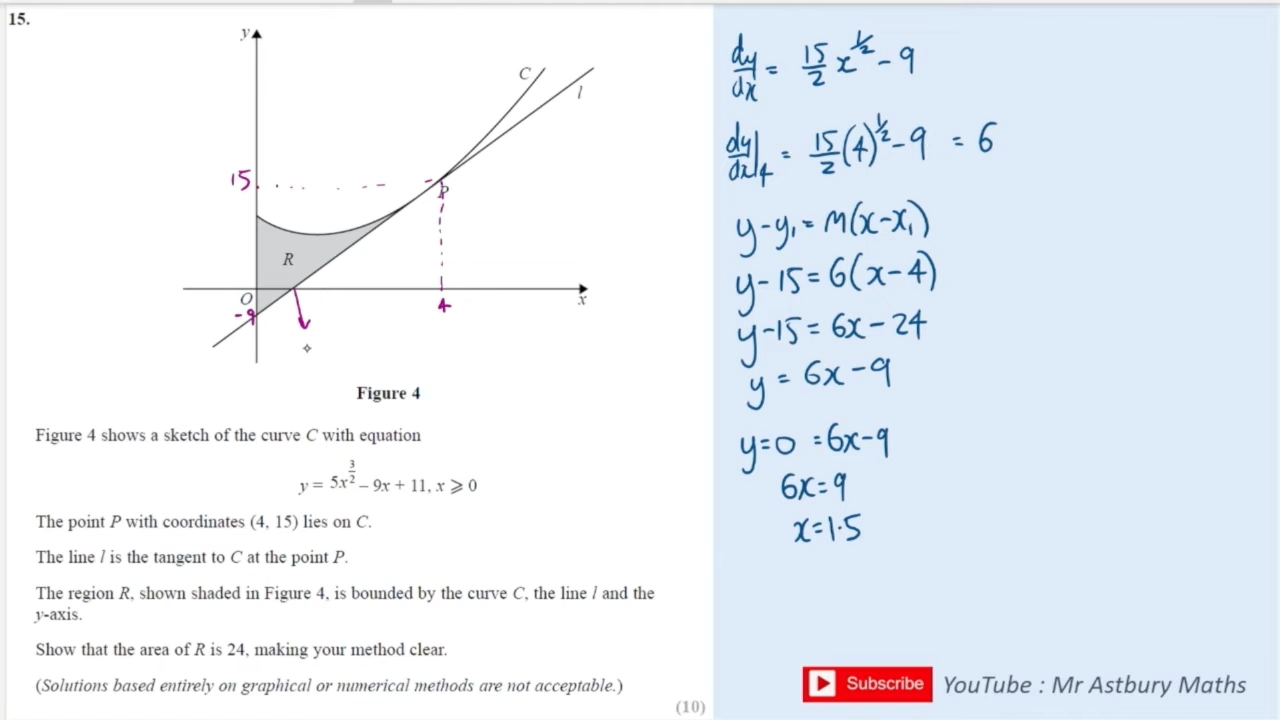 15.
y
C
l
15
P
R
O
x
-9
4
Figure 4
Figure 4 shows a sketch of the curve C with equation
y = 5x^{3/2} – 9x + 11, x ⩾ 0
The point P with coordinates (4, 15) lies on C.
The line l is the tangent to C at the point P.
The region R, shown shaded in Figure 4, is bounded by the curve C, the line l and the
y-axis.
Show that the area of R is 24, making your method clear.
(Solutions based entirely on graphical or numerical methods are not acceptable.)
(10)
dy/dx = 15/2 x^{1/2} - 9
dy/dx|4 = 15/2 (4)^{1/2} - 9 = 6
y-y₁ = m(x-x₁)
y-15 = 6(x-4)
y-15 = 6x-24
y = 6x-9
y=0 = 6x-9
6x=9
x=1.5
Subscribe YouTube : Mr Astbury Maths